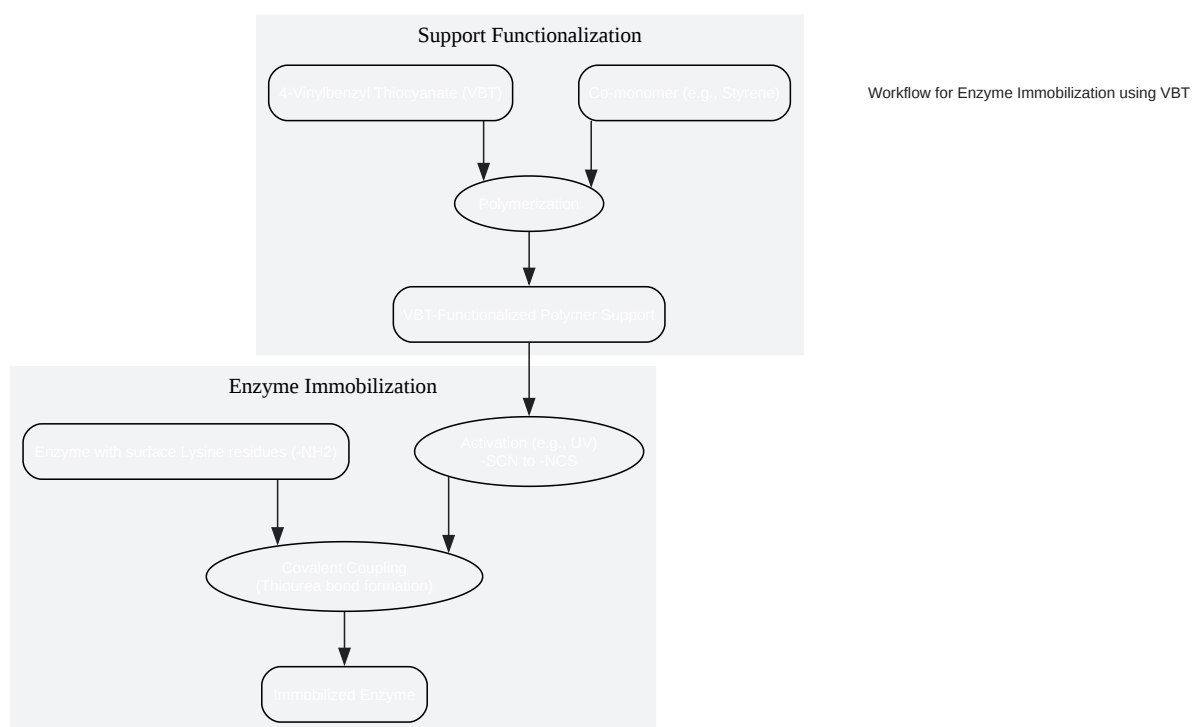 Support Functionalization
4-Vinylbenzyl Thiocyanate (VBT)
Co-monomer (e.g., Styrene)
Workflow for Enzyme Immobilization using VBT
Polymerization
VBT-Functionalized Polymer Support
Enzyme Immobilization
Enzyme with surface Lysine residues (-NH2)
Activation (e.g., UV)
-SCN to -NCS
Covalent Coupling
(Thiourea bond formation)
Immobilized Enzyme